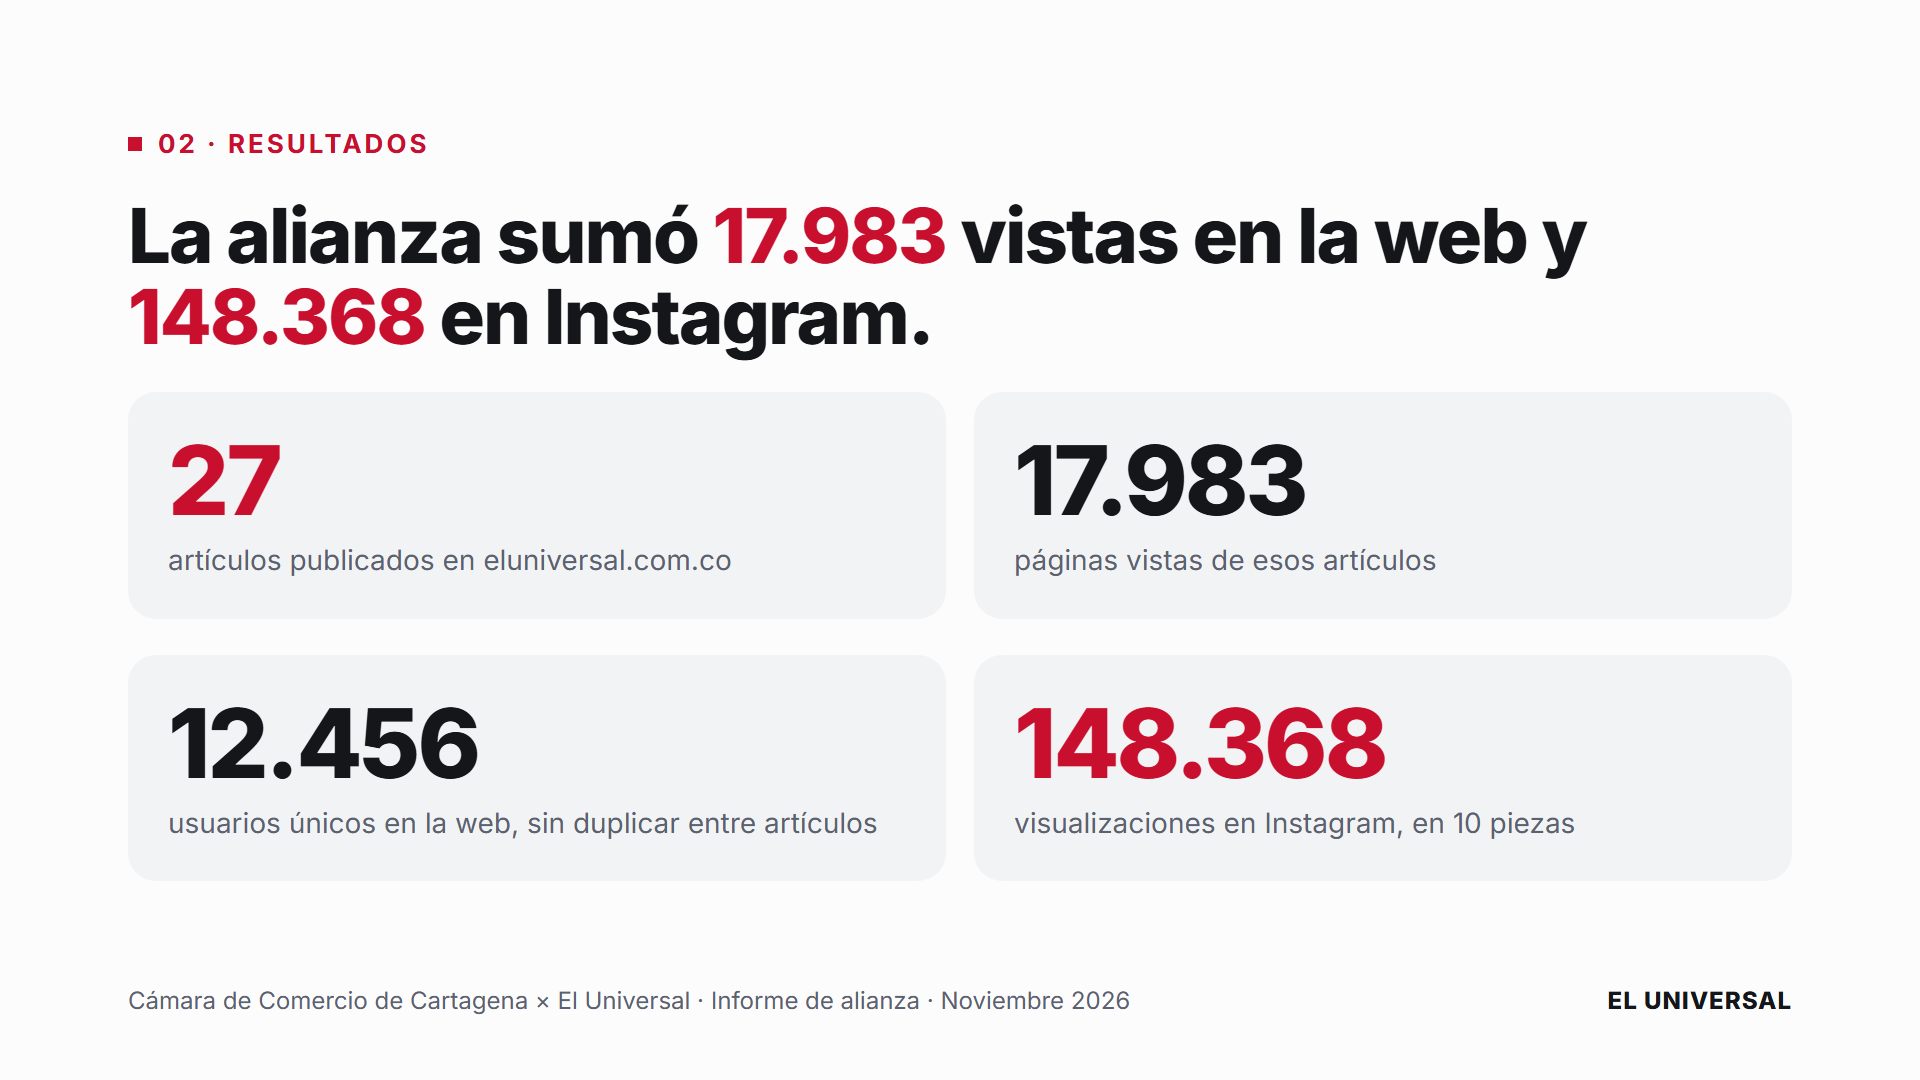 02 · RESULTADOS
La alianza sumó 17.983 vistas en la web y
148.368 en Instagram.
27
artículos publicados en eluniversal.com.co
17.983
páginas vistas de esos artículos
12.456
usuarios únicos en la web, sin duplicar entre artículos
148.368
visualizaciones en Instagram, en 10 piezas
Cámara de Comercio de Cartagena × El Universal · Informe de alianza · Noviembre 2026
EL UNIVERSAL